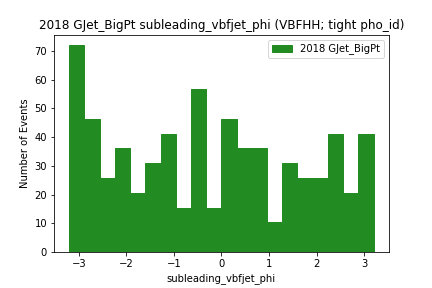 2018 GJet_BigPt subleading_vbfjet_phi (VBFHH; tight pho_id)
2018 GJet_BigPt
Number of Events
70
60
50
40
30
20
10
0
−3 −2 −1 0 1 2 3
subleading_vbfjet_phi